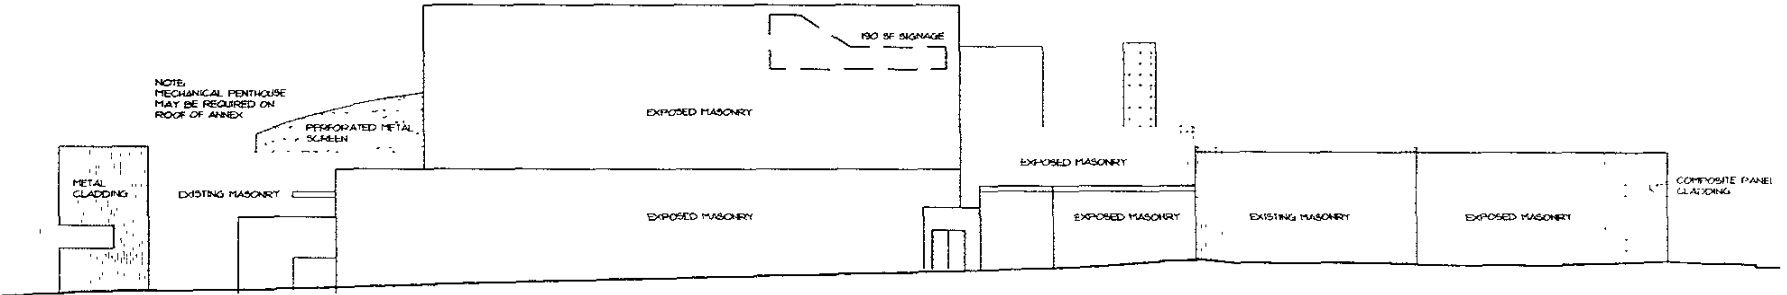 190 SF SIGNAGE
NOTE:
MECHANICAL PENTHOUSE
MAY BE REQUIRED ON
ROOF OF ANNEX
EXPOSED MASONRY
PERFORATED METAL
SCREEN
EXPOSED MASONRY
METAL
CLADDING
EXISTING MASONRY
COMPOSITE PANEL
CLADDING
EXPOSED MASONRY
EXPOSED MASONRY
EXISTING MASONRY
EXPOSED MASONRY